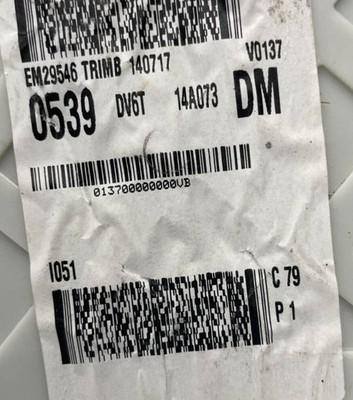 EM29546 TRIMB 140717 V0137
0539 DV6T 14A073 DM
013700000000VB
I051
C 79
P 1